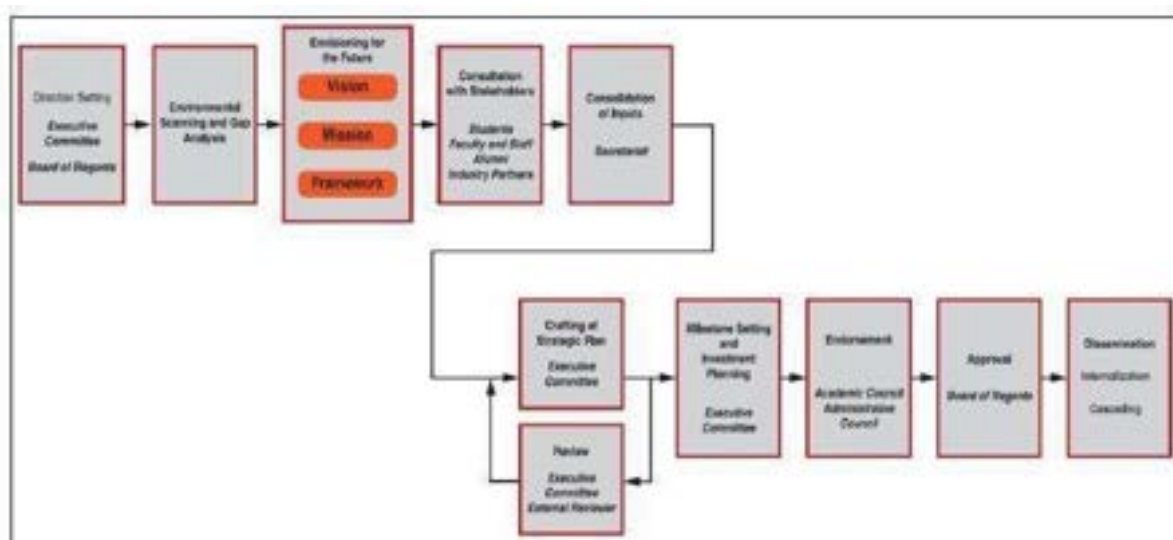 Direction Setting
Executive
Committee
Board of Regents
Environmental
Scanning and Gap
Analysis
Envisioning for
the Future
Vision
Mission
Framework
Consultation
with Stakeholders
Students
Faculty and Staff
Alumni
Industry Partners
Consolidation
of Inputs
Secretariat
Crafting of
Strategic Plan
Executive
Committee
Review
Executive
Committee
External Reviewer
Milestone Setting
and
Investment
Planning
Executive
Committee
Endorsement
Academic Council
Administrative
Council
Approval
Board of Regents
Dissemination
Internalization
Cascading